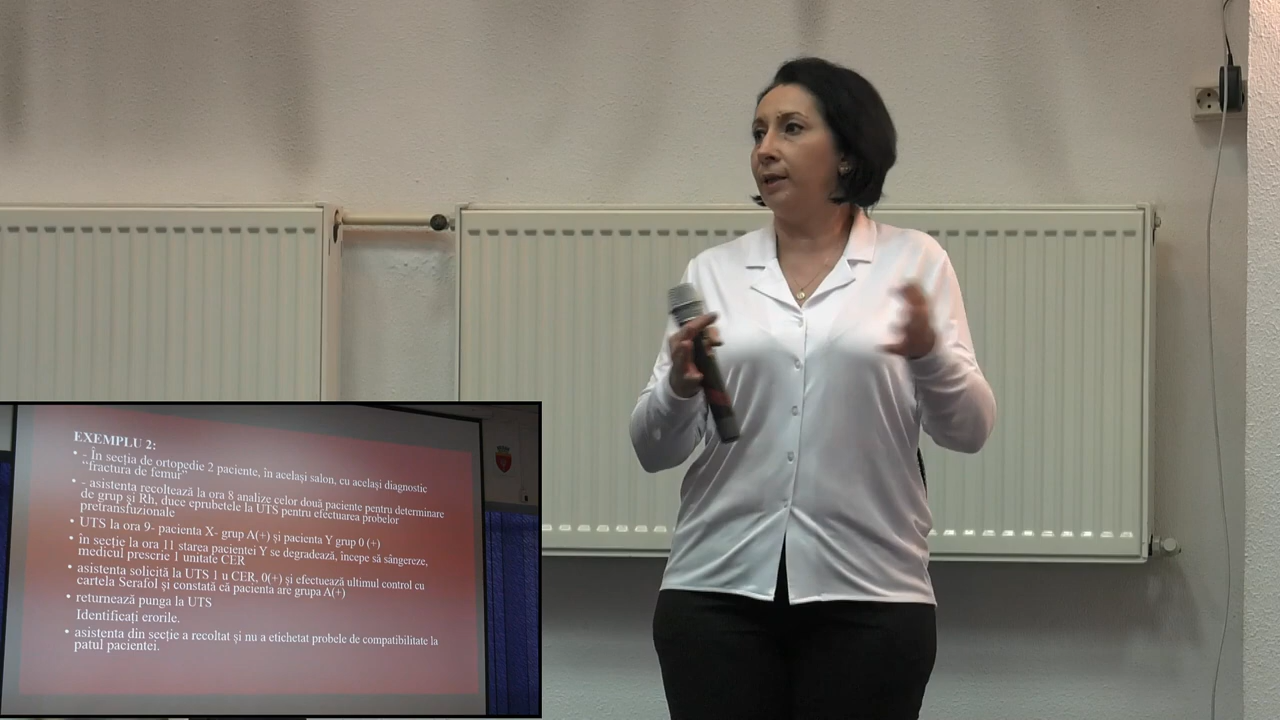 EXEMPLU 2:
• - În secția de ortopedie 2 paciente, în același salon, cu același diagnostic
"fractura de femur"
• - asistenta recoltează la ora 8 analize celor două paciente pentru determinare
de grup și Rh, duce eprubetele la UTS pentru efectuarea probelor
pretransfuzionale
• UTS la ora 9- pacienta X- grup A(+) și pacienta Y grup 0 (+)
• în secție la ora 11 starea pacientei Y se degradează, începe să sângereze,
medicul prescrie 1 unitate CER
• asistenta solicită la UTS 1 u CER, 0(+) și efectuează ultimul control cu
cartela Serafol și constată că pacienta are grupa A(+)
• returnează punga la UTS
Identificați erorile.
• asistenta din secție a recoltat și nu a etichetat probele de compatibilitate la
patul pacientei.